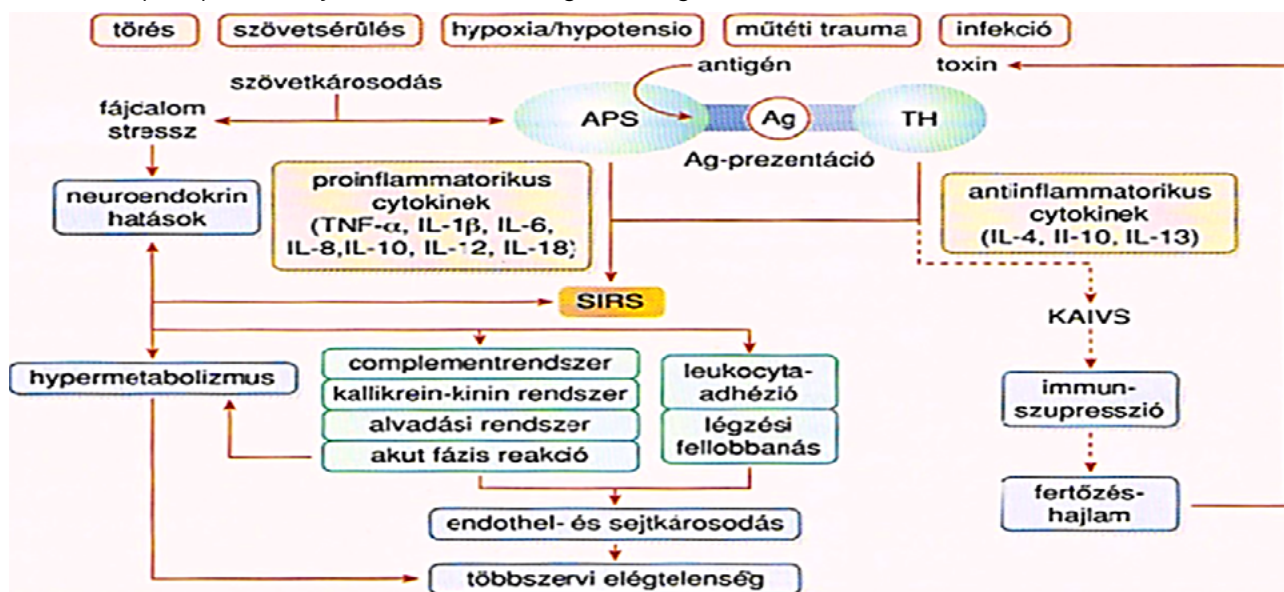 törés
szövetsérülés
hypoxia/hypotensio
műtéti trauma
infekció
szövetkárosodás
antigén
toxin
fájdalom
stressz
APS
Ag
TH
Ag-prezentáció
neuroendokrin
hatások
proinflammatorikus
cytokinek
(TNF-α, IL-1β, IL-6,
IL-8,IL-10, IL-12, IL-18)
antiinflammatorikus
cytokinek
(IL-4, Il-10, IL-13)
SIRS
KAIVS
hypermetabolizmus
complementrendszer
kallikrein-kinin rendszer
alvadási rendszer
akut fázis reakció
leukocyta-
adhézió
légzési
fellobbanás
immun-
szupresszió
endothel- és sejtkárosodás
fertőzés-
hajlam
többszervi elégtelenség